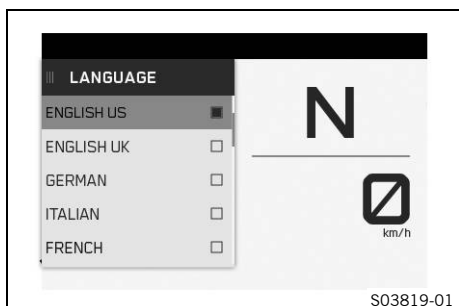 LANGUAGE
ENGLISH US
ENGLISH UK
GERMAN
ITALIAN
FRENCH
N
0
km/h
S03819-01